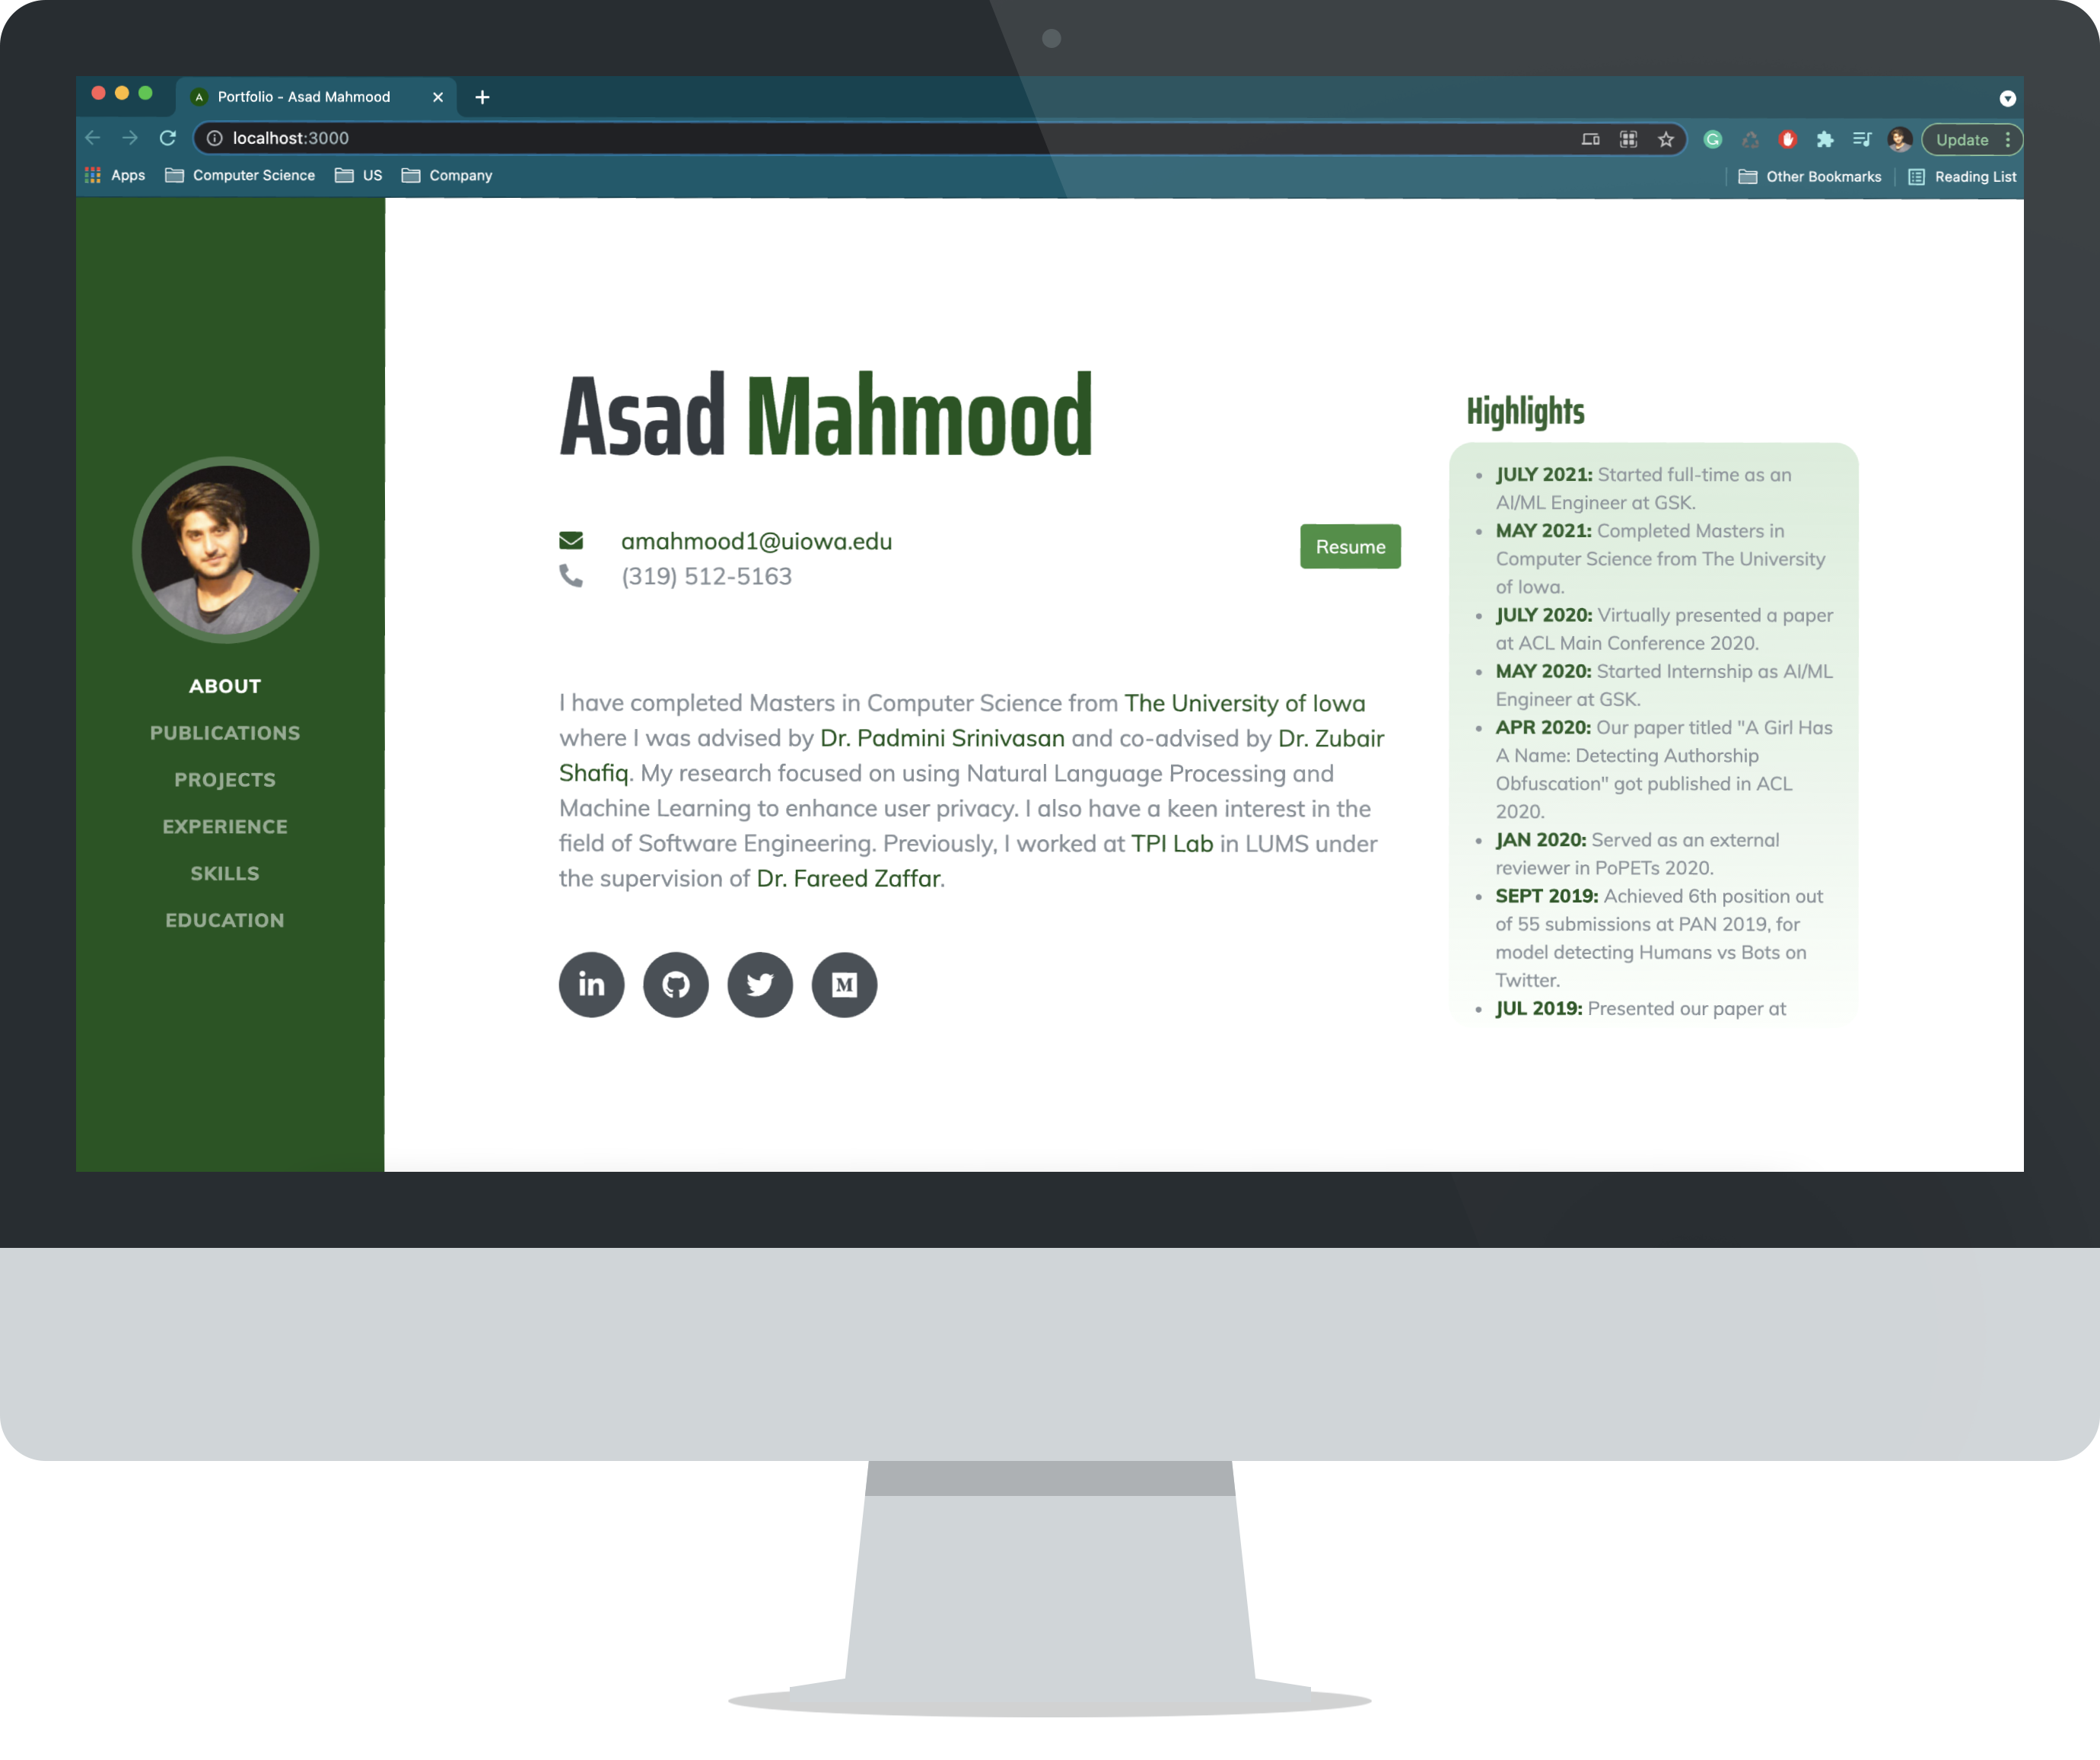 Portfolio - Asad Mahmood
localhost:3000
Update
Apps
Computer Science
US
Company
Other Bookmarks
Reading List
ABOUT
PUBLICATIONS
PROJECTS
EXPERIENCE
SKILLS
EDUCATION
Asad Mahmood
amahmood1@uiowa.edu
(319) 512-5163
Resume
I have completed Masters in Computer Science from The University of Iowa
where I was advised by Dr. Padmini Srinivasan and co-advised by Dr. Zubair
Shafiq. My research focused on using Natural Language Processing and
Machine Learning to enhance user privacy. I also have a keen interest in the
field of Software Engineering. Previously, I worked at TPI Lab in LUMS under
the supervision of Dr. Fareed Zaffar.
in
M
Highlights
JULY 2021: Started full-time as an
AI/ML Engineer at GSK.
MAY 2021: Completed Masters in
Computer Science from The University
of Iowa.
JULY 2020: Virtually presented a paper
at ACL Main Conference 2020.
MAY 2020: Started Internship as AI/ML
Engineer at GSK.
APR 2020: Our paper titled "A Girl Has
A Name: Detecting Authorship
Obfuscation" got published in ACL
2020.
JAN 2020: Served as an external
reviewer in PoPETs 2020.
SEPT 2019: Achieved 6th position out
of 55 submissions at PAN 2019, for
model detecting Humans vs Bots on
Twitter.
JUL 2019: Presented our paper at